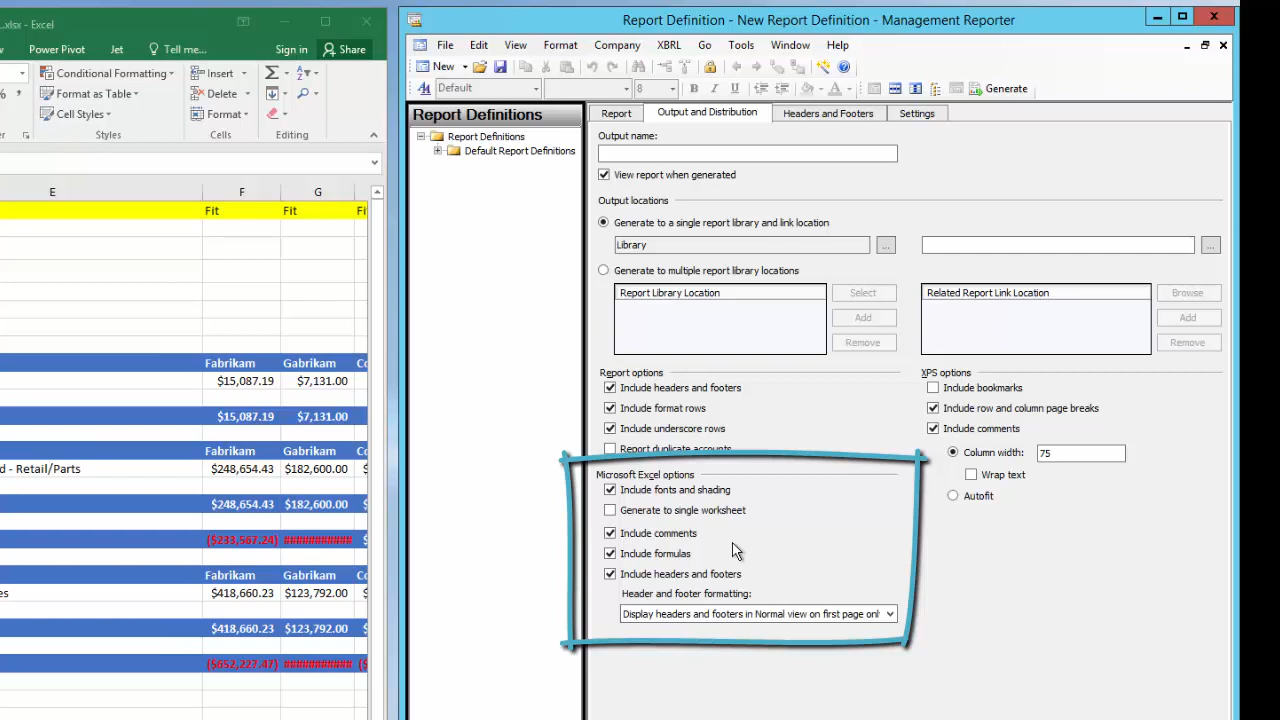 .xlsx - Excel
Power Pivot Jet Tell me... Sign in Share
Conditional Formatting Insert
% , Format as Table Delete
Cell Styles Format
Styles Cells Editing
E F G
Fit Fit
Fabrikam Gabrikam
$15,087.19 $7,131.00
$15,087.19 $7,131.00
Fabrikam Gabrikam
d - Retail/Parts $248,654.43 $182,600.00
$248,654.43 $182,600.00
($233,567.24) ###########
Fabrikam Gabrikam
es $418,660.23 $123,792.00
$418,660.23 $123,792.00
($652,227.47) ###########
Report Definition - New Report Definition - Management Reporter
File Edit View Format Company XBRL Go Tools Window Help
New
Default 8 B I U A Generate
Report Definitions
Report Definitions
Default Report Definitions
Report Output and Distribution Headers and Footers Settings
Output name:
View report when generated
Output locations
Generate to a single report library and link location
Library ... ...
Generate to multiple report library locations
Report Library Location Select Related Report Link Location Browse
Add Add
Remove Remove
Report options XPS options
Include headers and footers Include bookmarks
Include format rows Include row and column page breaks
Include underscore rows Include comments
Report duplicate accounts Column width: 75
Microsoft Excel options Wrap text
Include fonts and shading Autofit
Generate to single worksheet
Include comments
Include formulas
Include headers and footers
Header and footer formatting:
Display headers and footers in Normal view on first page onl